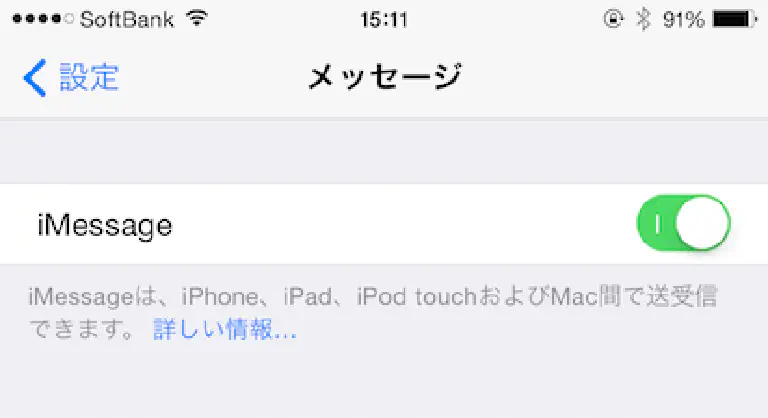 SoftBank 15:11 91%
設定 メッセージ
iMessage
iMessageは、iPhone、iPad、iPod touchおよびMac間で送受信
できます。詳しい情報...